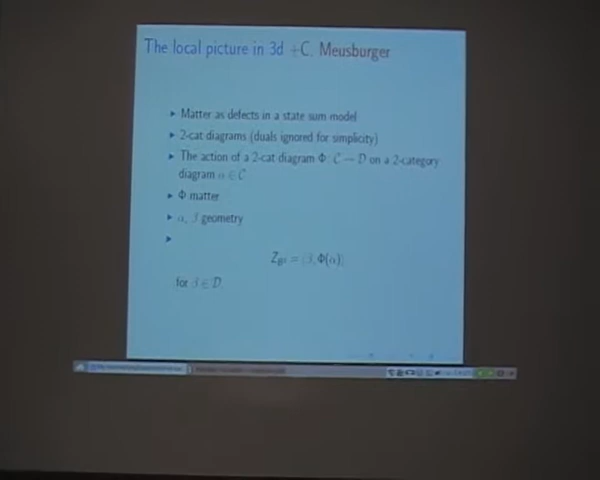 The local picture in 3d +C. Meusburger
▸ Matter as defects in a state sum model
▸ 2-cat diagrams (duals ignored for simplicity)
▸ The action of a 2-cat diagram Φ: C → D on a 2-category
diagram α ∈ C
▸ Φ matter
▸ α, β geometry
▸
= ⟨β, Φ(α)⟩
for β ∈ D